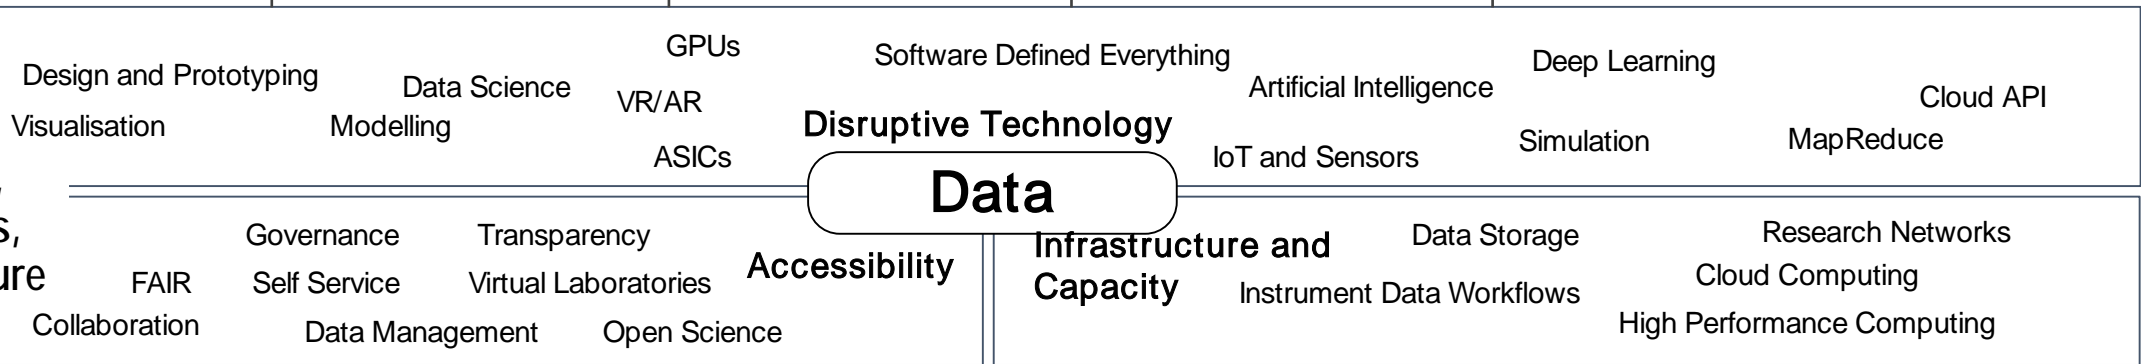 GPUs
Software Defined Everything
Deep Learning
Design and Prototyping
Data Science
VR/AR
Artificial Intelligence
Cloud API
Visualisation
Modelling
Disruptive Technology
Simulation
MapReduce
ASICs
IoT and Sensors
Data
Governance
Transparency
Accessibility
FAIR
Self Service
Virtual Laboratories
Collaboration
Data Management
Open Science
Infrastructure and
Capacity
Data Storage
Research Networks
Cloud Computing
Instrument Data Workflows
High Performance Computing